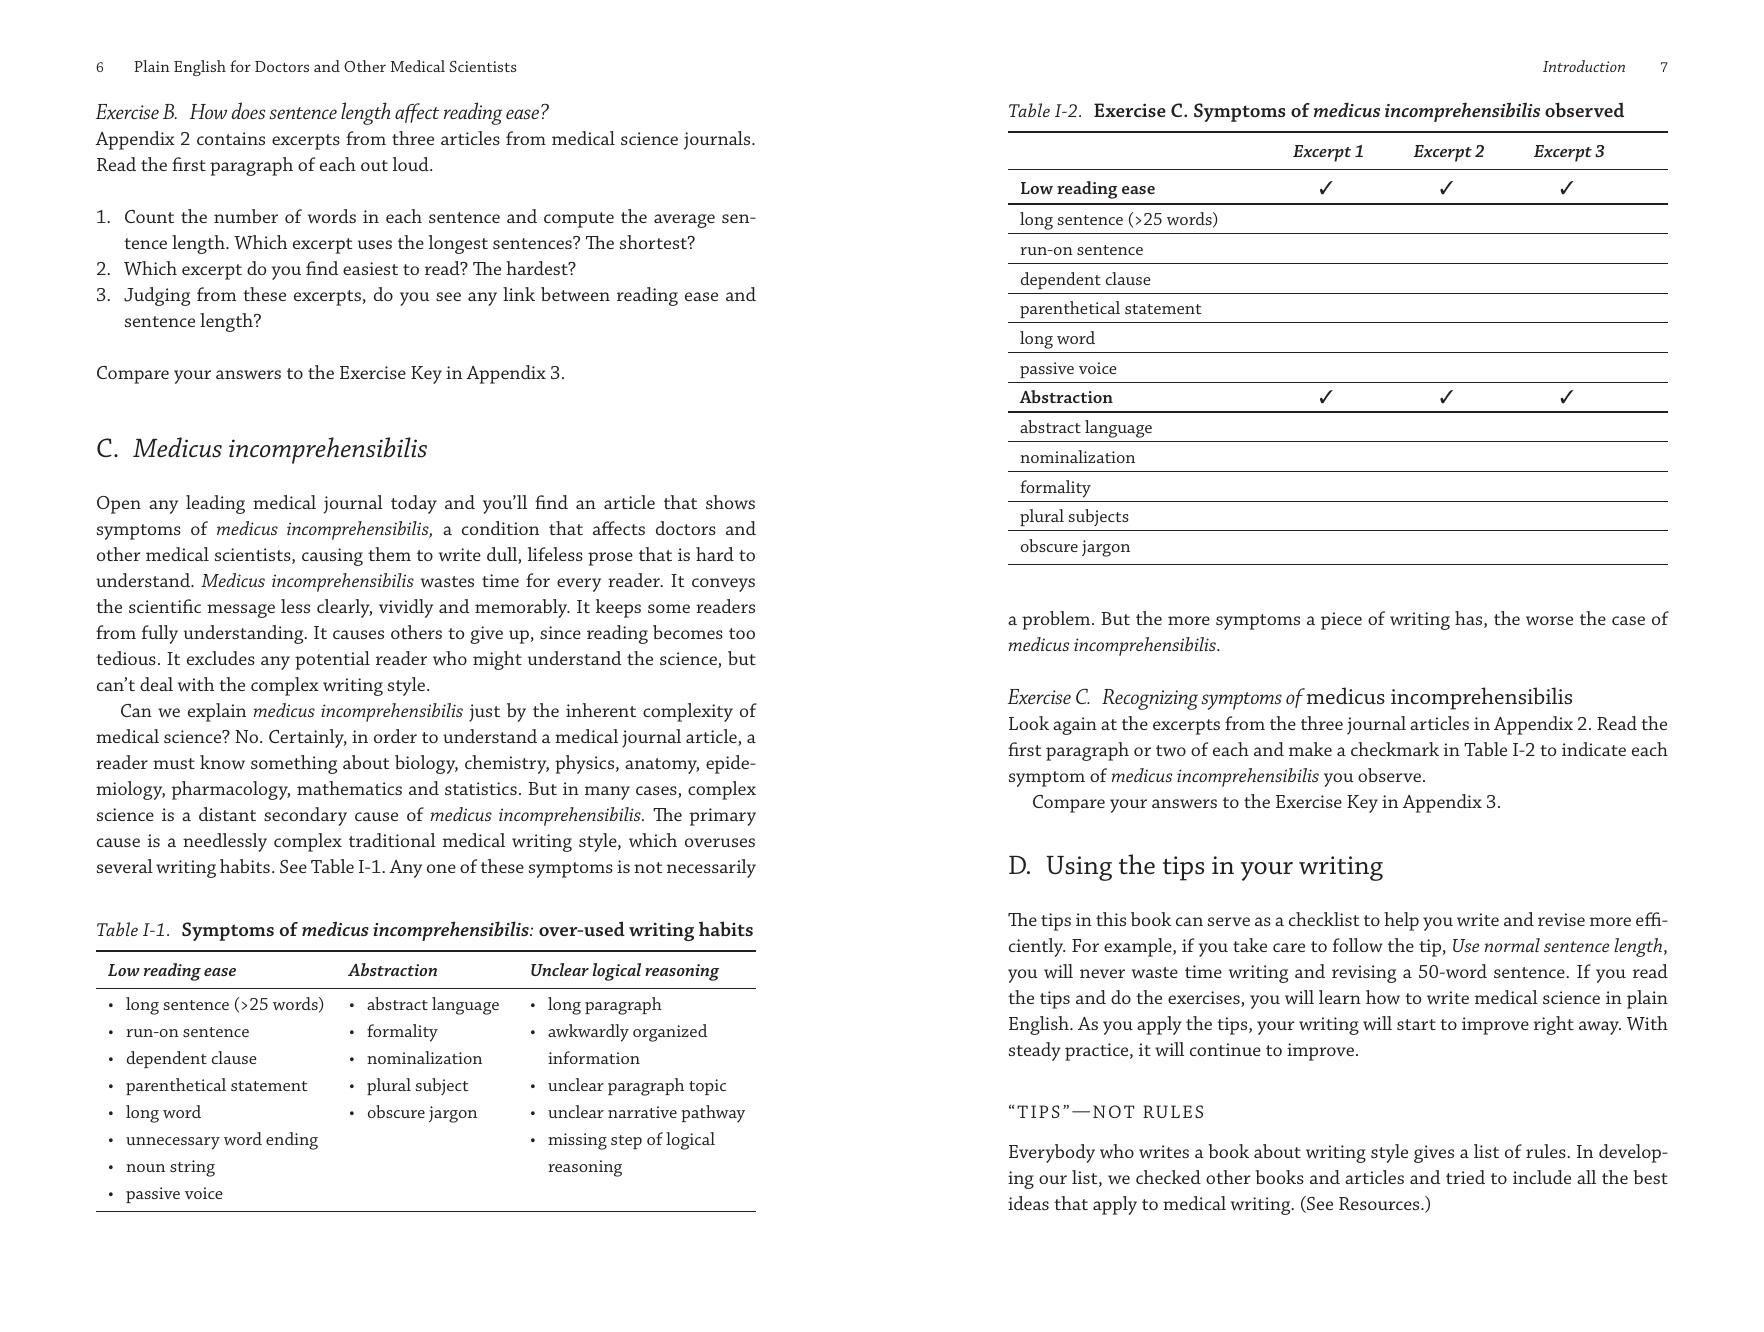 6 Plain English for Doctors and Other Medical Scientists
Exercise B. How does sentence length affect reading ease?
Appendix 2 contains excerpts from three articles from medical science journals.
Read the first paragraph of each out loud.
1. Count the number of words in each sentence and compute the average sen-
tence length. Which excerpt uses the longest sentences? The shortest?
2. Which excerpt do you find easiest to read? The hardest?
3. Judging from these excerpts, do you see any link between reading ease and
sentence length?
Compare your answers to the Exercise Key in Appendix 3.
C. Medicus incomprehensibilis
Open any leading medical journal today and you’ll find an article that shows
symptoms of medicus incomprehensibilis, a condition that affects doctors and
other medical scientists, causing them to write dull, lifeless prose that is hard to
understand. Medicus incomprehensibilis wastes time for every reader. It conveys
the scientific message less clearly, vividly and memorably. It keeps some readers
from fully understanding. It causes others to give up, since reading becomes too
tedious. It excludes any potential reader who might understand the science, but
can’t deal with the complex writing style.
Can we explain medicus incomprehensibilis just by the inherent complexity of
medical science? No. Certainly, in order to understand a medical journal article, a
reader must know something about biology, chemistry, physics, anatomy, epide-
miology, pharmacology, mathematics and statistics. But in many cases, complex
science is a distant secondary cause of medicus incomprehensibilis. The primary
cause is a needlessly complex traditional medical writing style, which overuses
several writing habits. See Table I-1. Any one of these symptoms is not necessarily
Table I-1. Symptoms of medicus incomprehensibilis: over-used writing habits
Low reading ease Abstraction Unclear logical reasoning
• long sentence (>25 words) • abstract language • long paragraph
• run-on sentence • formality • awkwardly organized
• dependent clause • nominalization information
• parenthetical statement • plural subject • unclear paragraph topic
• long word • obscure jargon • unclear narrative pathway
• unnecessary word ending • missing step of logical
• noun string reasoning
• passive voice
Introduction 7
Table I-2. Exercise C. Symptoms of medicus incomprehensibilis observed
Excerpt 1 Excerpt 2 Excerpt 3
Low reading ease ✓ ✓ ✓
long sentence (>25 words)
run-on sentence
dependent clause
parenthetical statement
long word
passive voice
Abstraction ✓ ✓ ✓
abstract language
nominalization
formality
plural subjects
obscure jargon
a problem. But the more symptoms a piece of writing has, the worse the case of
medicus incomprehensibilis.
Exercise C. Recognizing symptoms of medicus incomprehensibilis
Look again at the excerpts from the three journal articles in Appendix 2. Read the
first paragraph or two of each and make a checkmark in Table I-2 to indicate each
symptom of medicus incomprehensibilis you observe.
Compare your answers to the Exercise Key in Appendix 3.
D. Using the tips in your writing
The tips in this book can serve as a checklist to help you write and revise more effi-
ciently. For example, if you take care to follow the tip, Use normal sentence length,
you will never waste time writing and revising a 50-word sentence. If you read
the tips and do the exercises, you will learn how to write medical science in plain
English. As you apply the tips, your writing will start to improve right away. With
steady practice, it will continue to improve.
“TIPS”—NOT RULES
Everybody who writes a book about writing style gives a list of rules. In develop-
ing our list, we checked other books and articles and tried to include all the best
ideas that apply to medical writing. (See Resources.)